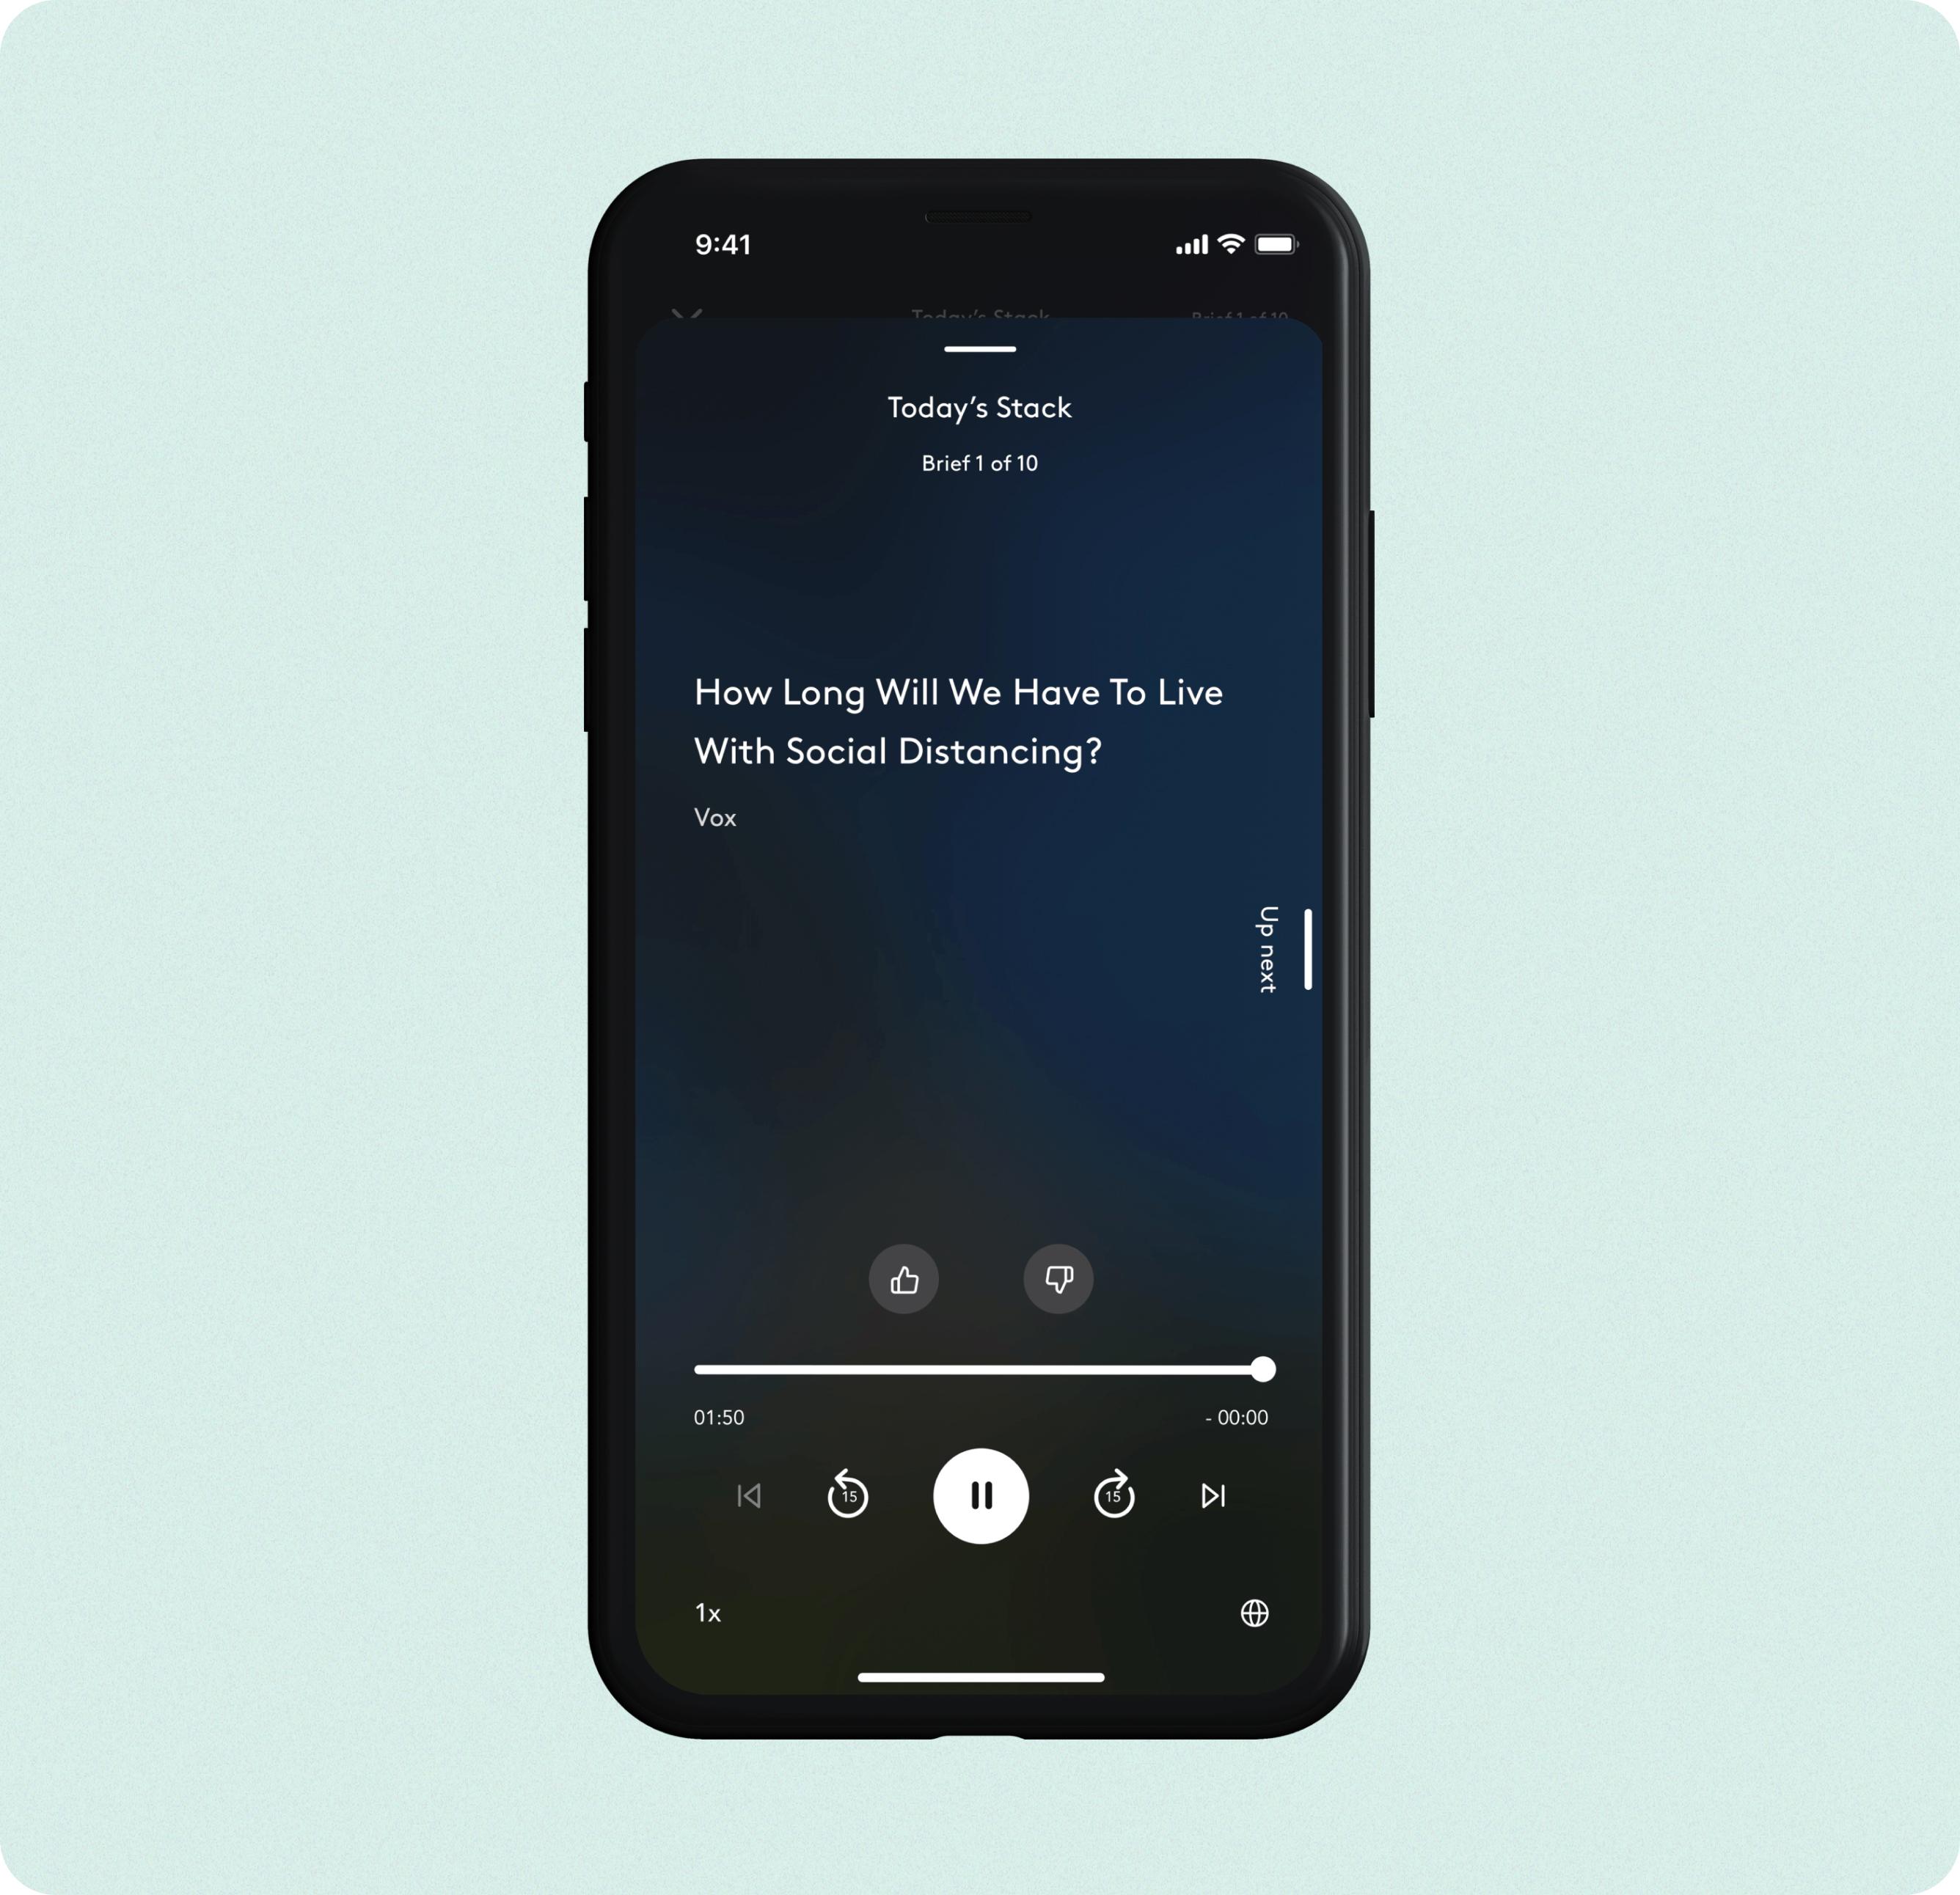 9:41
Today's Stack
Brief 1 of 10
Today’s Stack
Brief 1 of 10
How Long Will We Have To Live
With Social Distancing?
Vox
Up next
01:50
- 00:00
15
15
1x